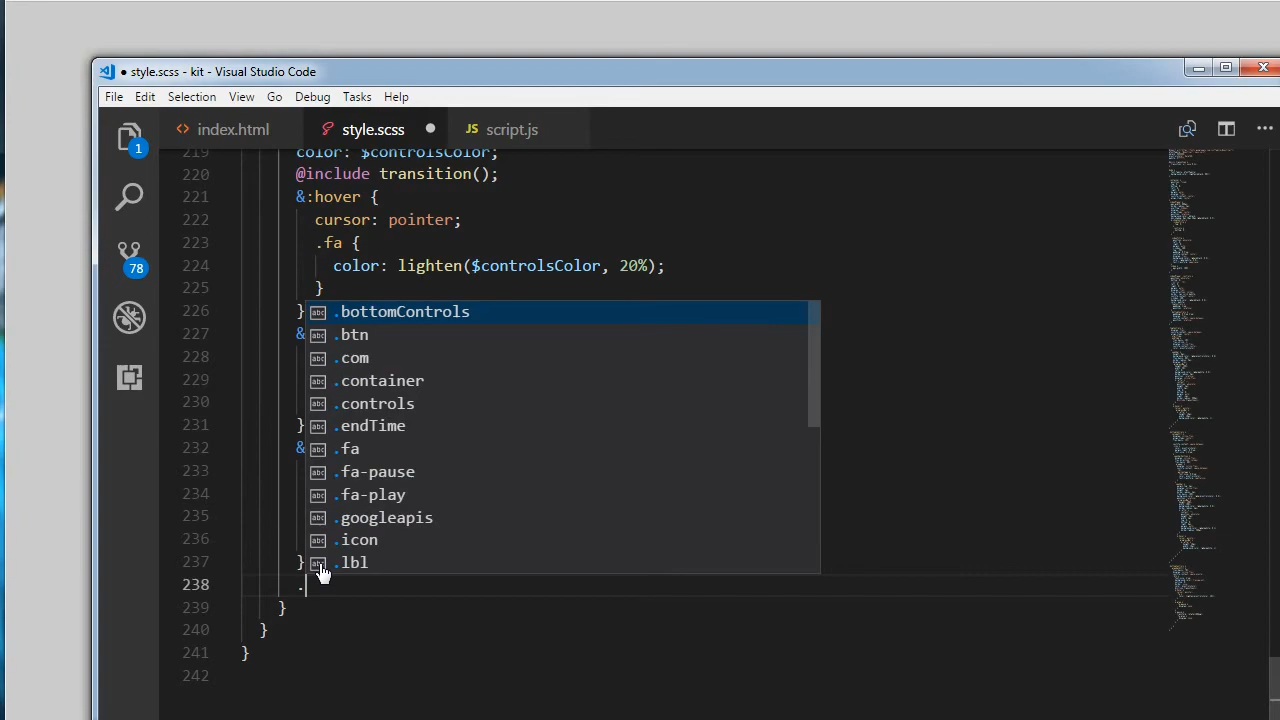 ● style.scss - kit - Visual Studio Code
File Edit Selection View Go Debug Tasks Help
index.html style.scss JS script.js
1
78
219 color: $controlsColor;
220 @include transition();
221 &:hover {
222 cursor: pointer;
223 .fa {
224 color: lighten($controlsColor, 20%);
225 }
226 }
227 &
228
229
230
231 }
232 &
233
234
235
236
237 }
238 .
239 }
240 }
241 }
242
.bottomControls
.btn
.com
.container
.controls
.endTime
.fa
.fa-pause
.fa-play
.googleapis
.icon
.lbl